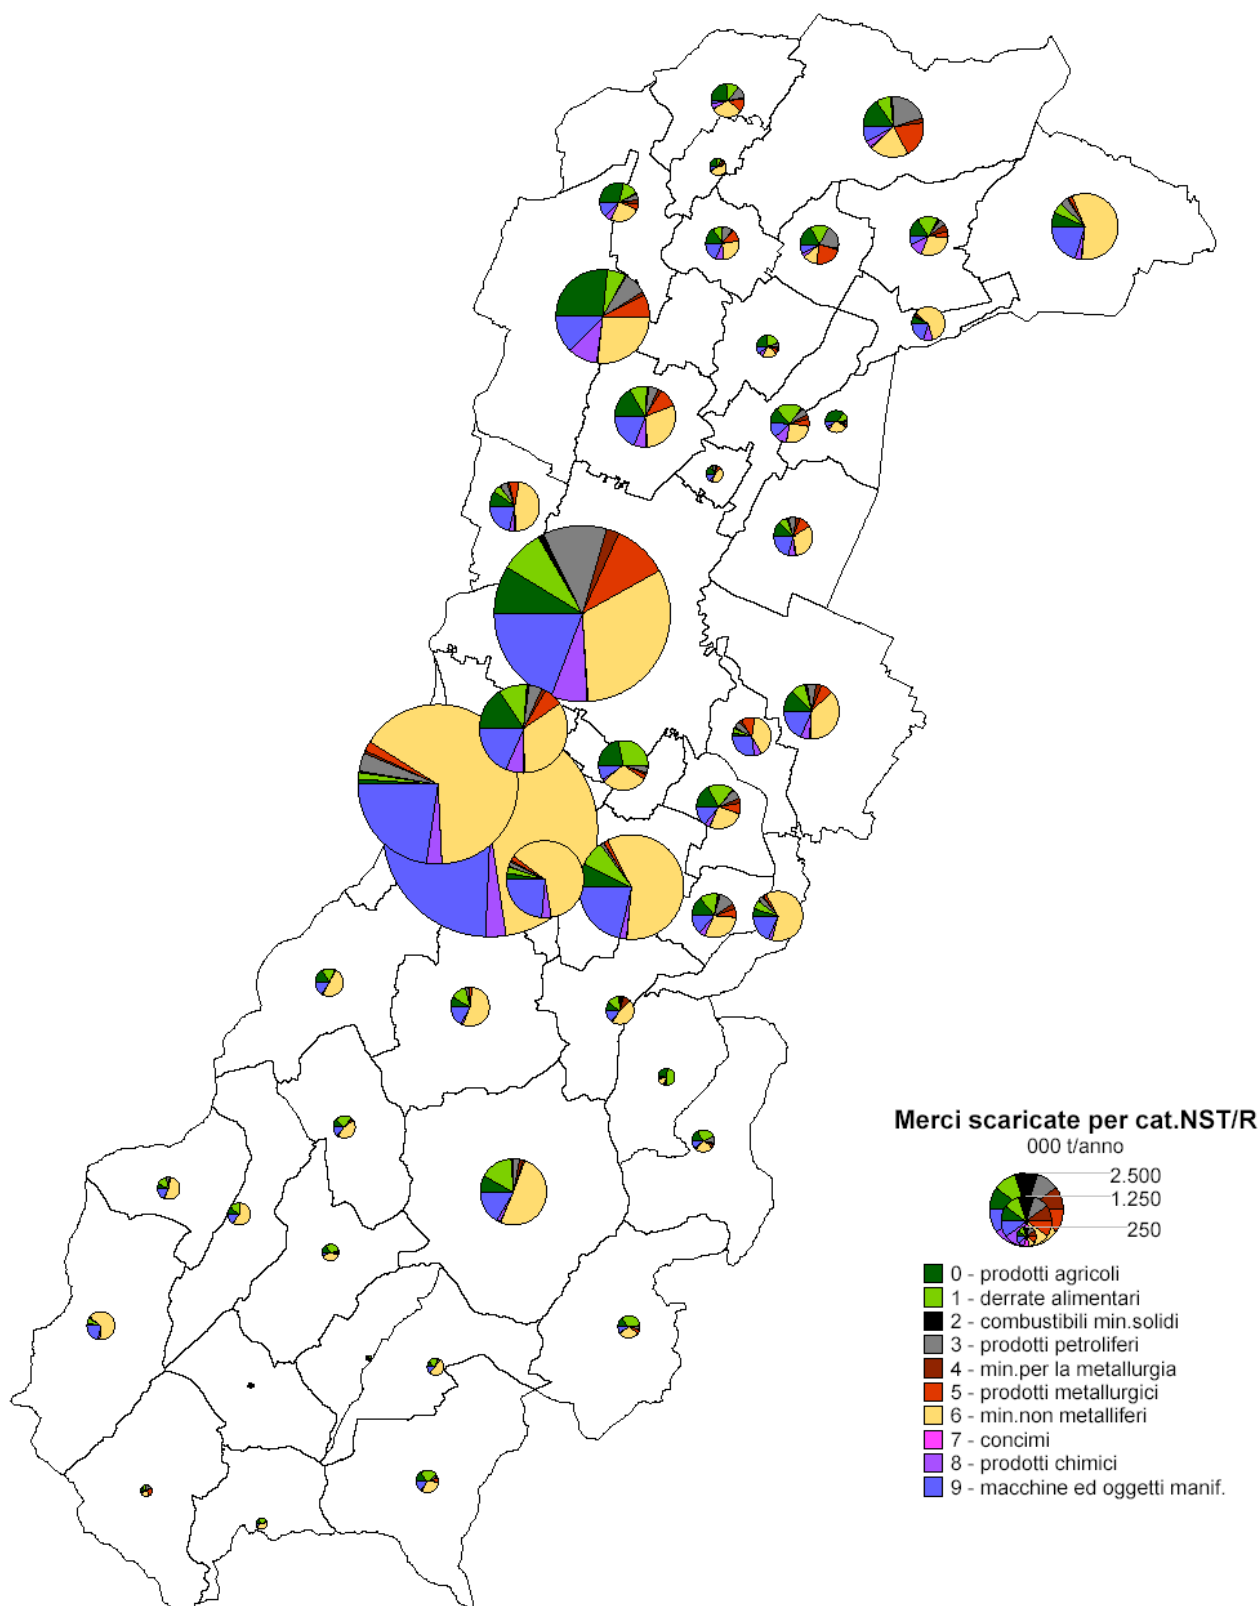 Merci scaricate per cat.NST/R
000 t/anno
2.500
1.250
250
0 - prodotti agricoli
1 - derrate alimentari
2 - combustibili min.solidi
3 - prodotti petroliferi
4 - min.per la metallurgia
5 - prodotti metallurgici
6 - min.non metalliferi
7 - concimi
8 - prodotti chimici
9 - macchine ed oggetti manif.